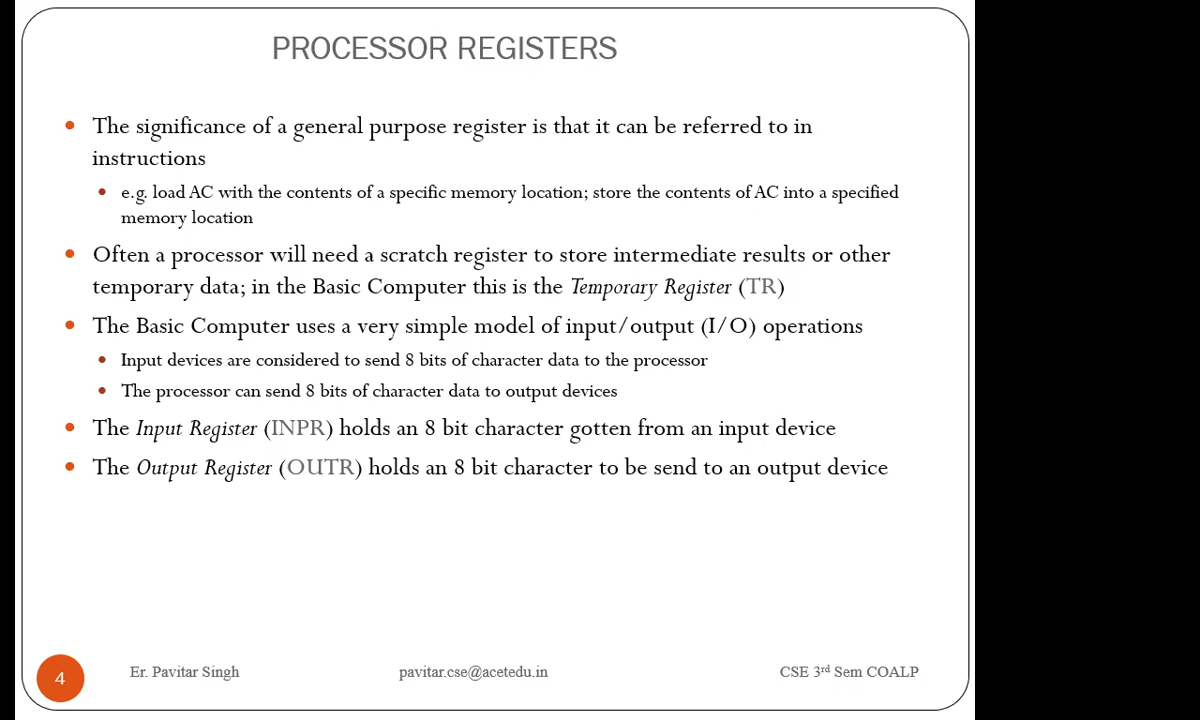 PROCESSOR REGISTERS
• The significance of a general purpose register is that it can be referred to in
instructions
• e.g. load AC with the contents of a specific memory location; store the contents of AC into a specified
memory location
• Often a processor will need a scratch register to store intermediate results or other
temporary data; in the Basic Computer this is the Temporary Register (TR)
• The Basic Computer uses a very simple model of input/output (I/O) operations
• Input devices are considered to send 8 bits of character data to the processor
• The processor can send 8 bits of character data to output devices
• The Input Register (INPR) holds an 8 bit character gotten from an input device
• The Output Register (OUTR) holds an 8 bit character to be send to an output device
4 Er. Pavitar Singh pavitar.cse@acetedu.in CSE 3rd Sem COALP